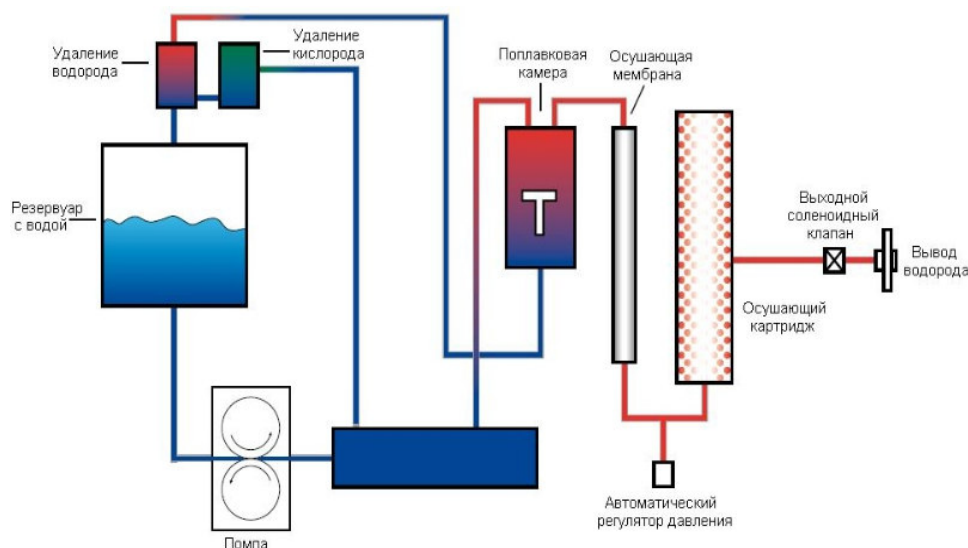 Удаление
водорода
Удаление
кислорода
Поплавковая
камера
Осушающая
мембрана
Резервуар
с водой
Выходной
соленоидный
клапан
Вывод
водорода
Осушающий
картридж
Автоматический
регулятор давления
Помпа